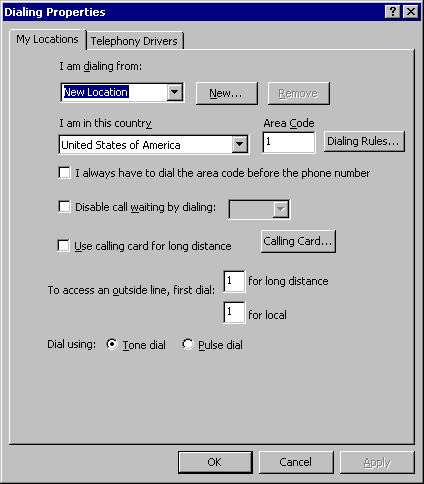 Dialing Properties
My Locations
Telephony Drivers
I am dialing from:
New Location
New...
Remove
I am in this country
Area Code
United States of America
1
Dialing Rules...
I always have to dial the area code before the phone number
Disable call waiting by dialing:
Use calling card for long distance
Calling Card...
To access an outside line, first dial:
1
for long distance
1
for local
Dial using:
Tone dial
Pulse dial
OK
Cancel
Apply